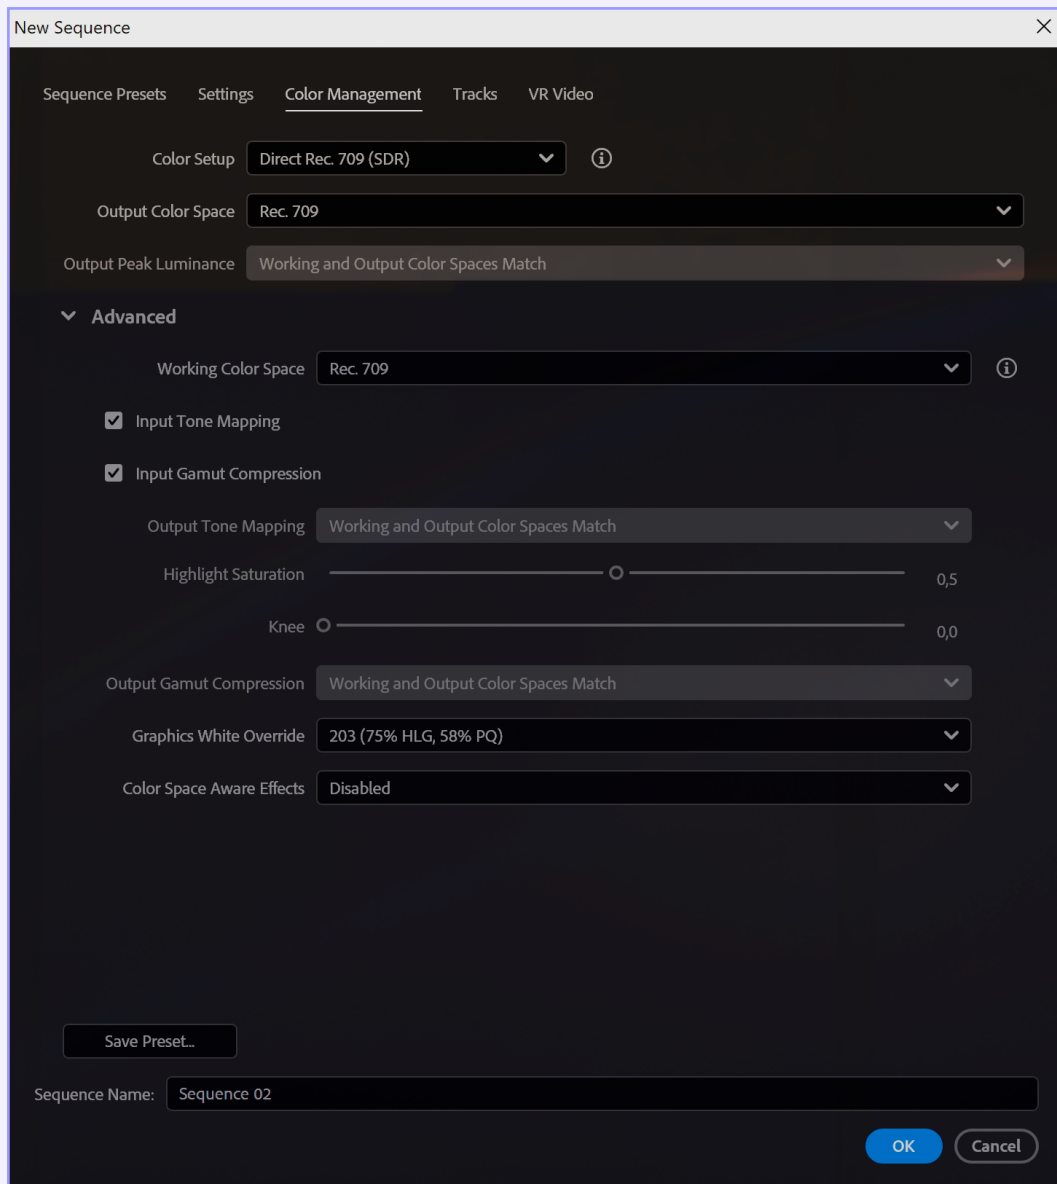 New Sequence
Sequence Presets Settings Color Management Tracks VR Video
Color Setup Direct Rec. 709 (SDR)
Output Color Space Rec. 709
Output Peak Luminance Working and Output Color Spaces Match
Advanced
Working Color Space Rec. 709
Input Tone Mapping
Input Gamut Compression
Output Tone Mapping Working and Output Color Spaces Match
Highlight Saturation 0,5
Knee 0,0
Output Gamut Compression Working and Output Color Spaces Match
Graphics White Override 203 (75% HLG, 58% PQ)
Color Space Aware Effects Disabled
Save Preset...
Sequence Name: Sequence 02
OK Cancel